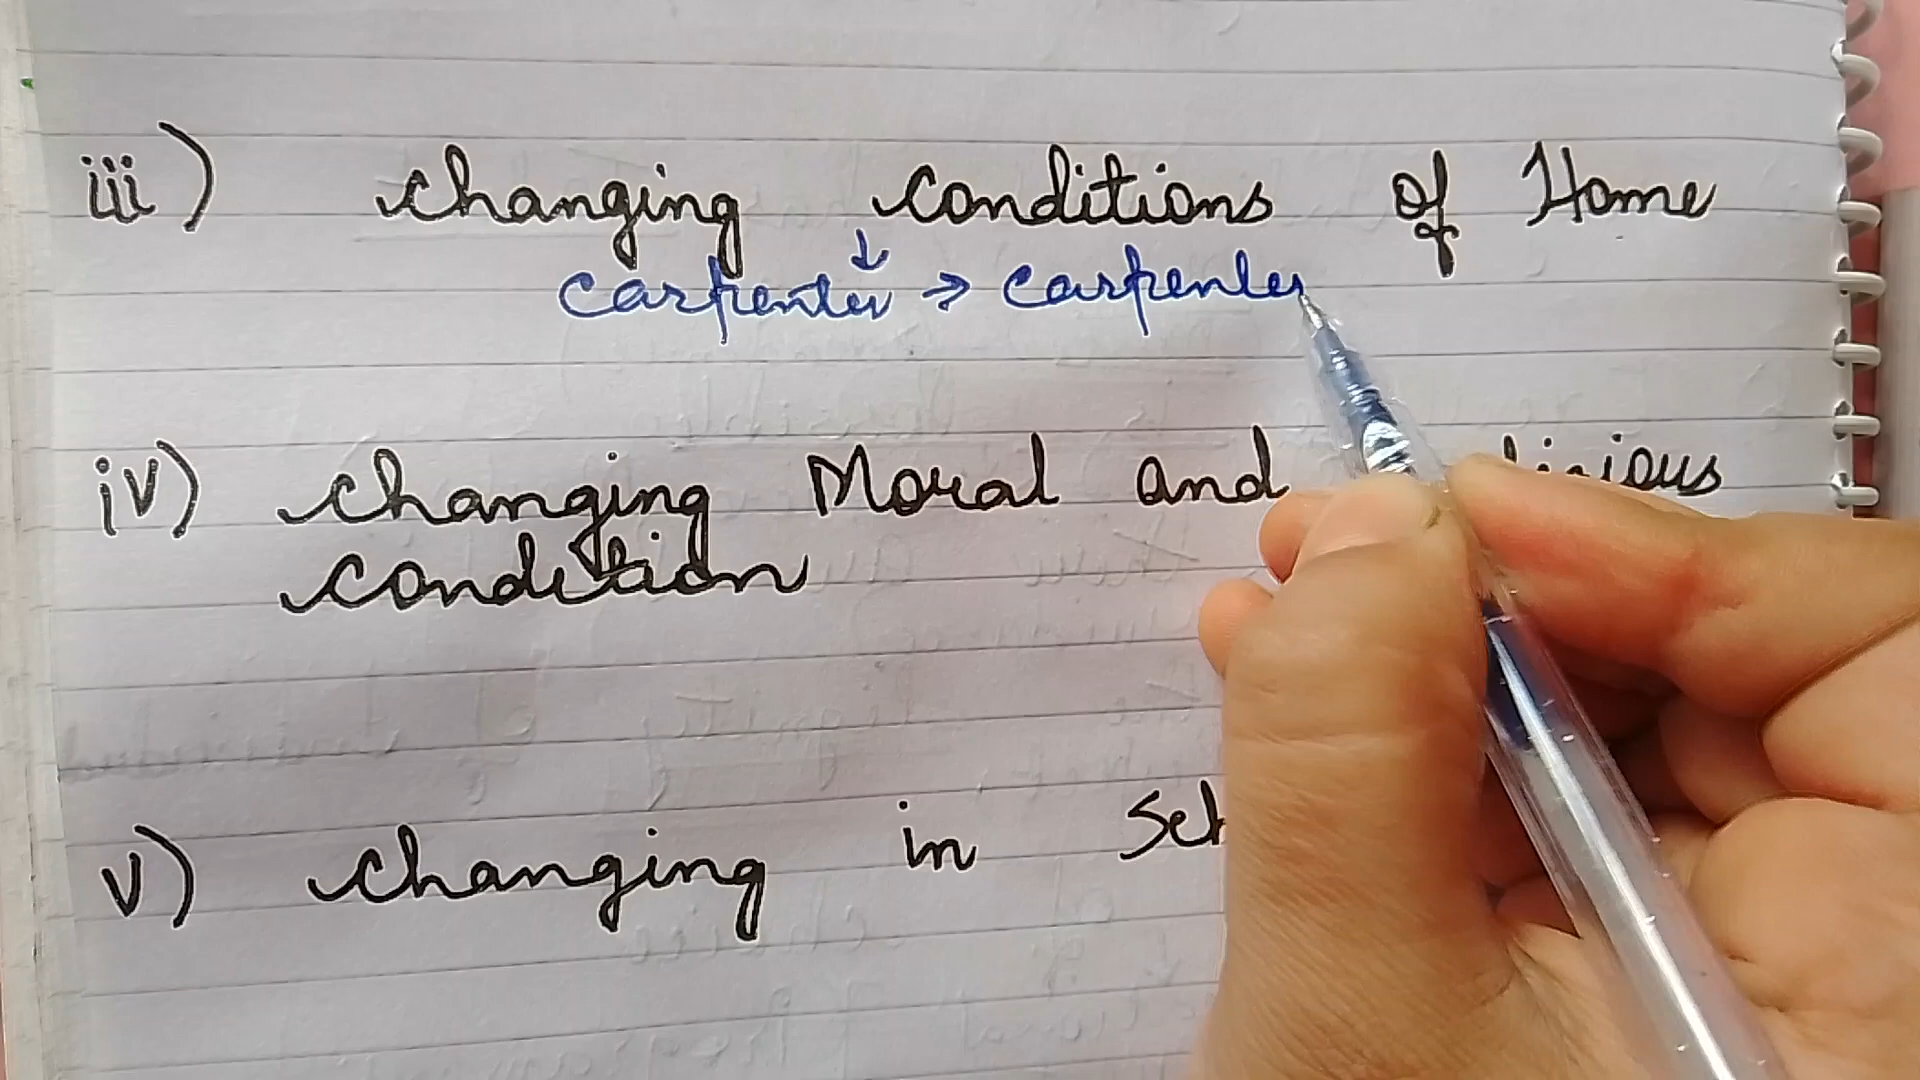 iii) changing conditions of Home
↓
carpenter → carpenter
iv) changing Moral and
condition
v) changing in